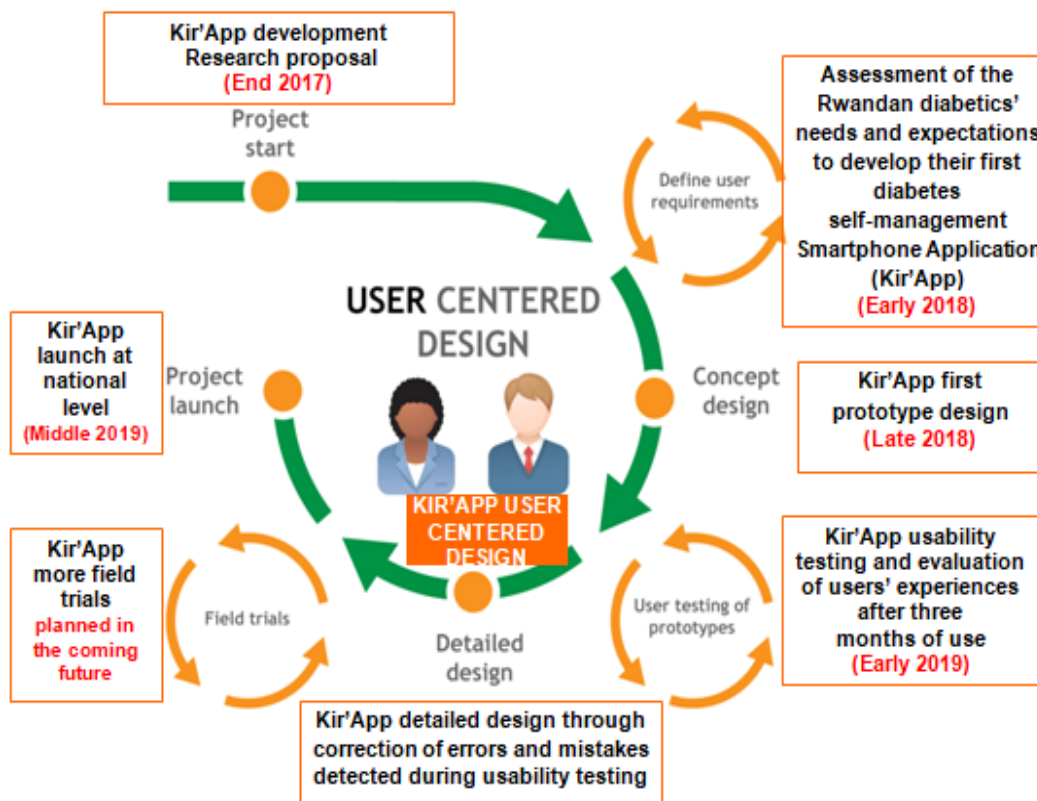 Kir'App development
Research proposal
(End 2017)
Project
start
Assessment of the
Rwandan diabetics'
needs and expectations
to develop their first
diabetes
self-management
Smartphone Application
(Kir'App)
(Early 2018)
Define user
requirements
USER CENTERED
DESIGN
Kir'App
launch at
national
level
(Middle 2019)
Project
launch
Concept
design
Kir'App first
prototype design
(Late 2018)
KIR'APP USER
CENTERED
DESIGN
Kir'App
more field
trials
planned in
the coming
future
Field trials
Detailed
design
User testing of
prototypes
Kir'App usability
testing and evaluation
of users' experiences
after three
months of use
(Early 2019)
Kir'App detailed design through
correction of errors and mistakes
detected during usability testing